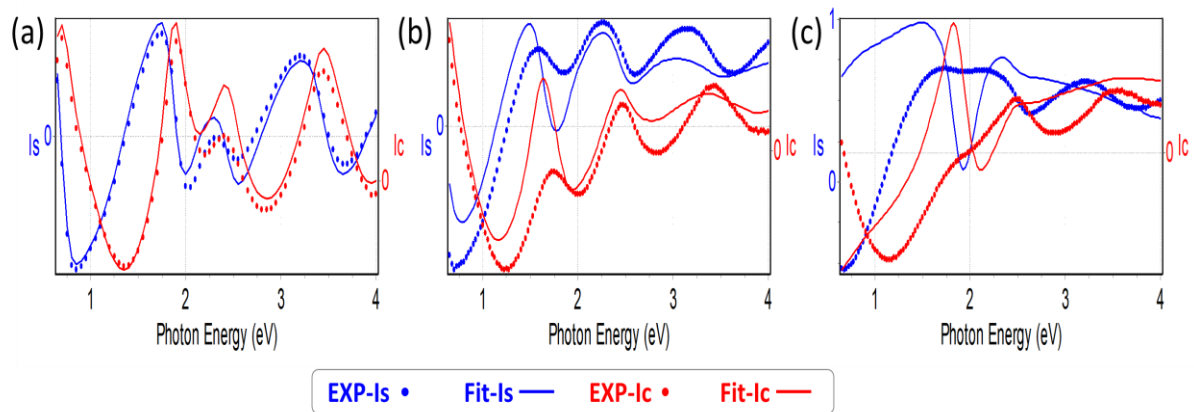 (a)
(b)
(c)
1
Is
0
Ic
0
Is
0
Ic
0
Is
0
Ic
0
1 2 3 4
1 2 3 4
1 2 3 4
Photon Energy (eV)
Photon Energy (eV)
Photon Energy (eV)
EXP-Is Fit-Is EXP-Ic Fit-Ic